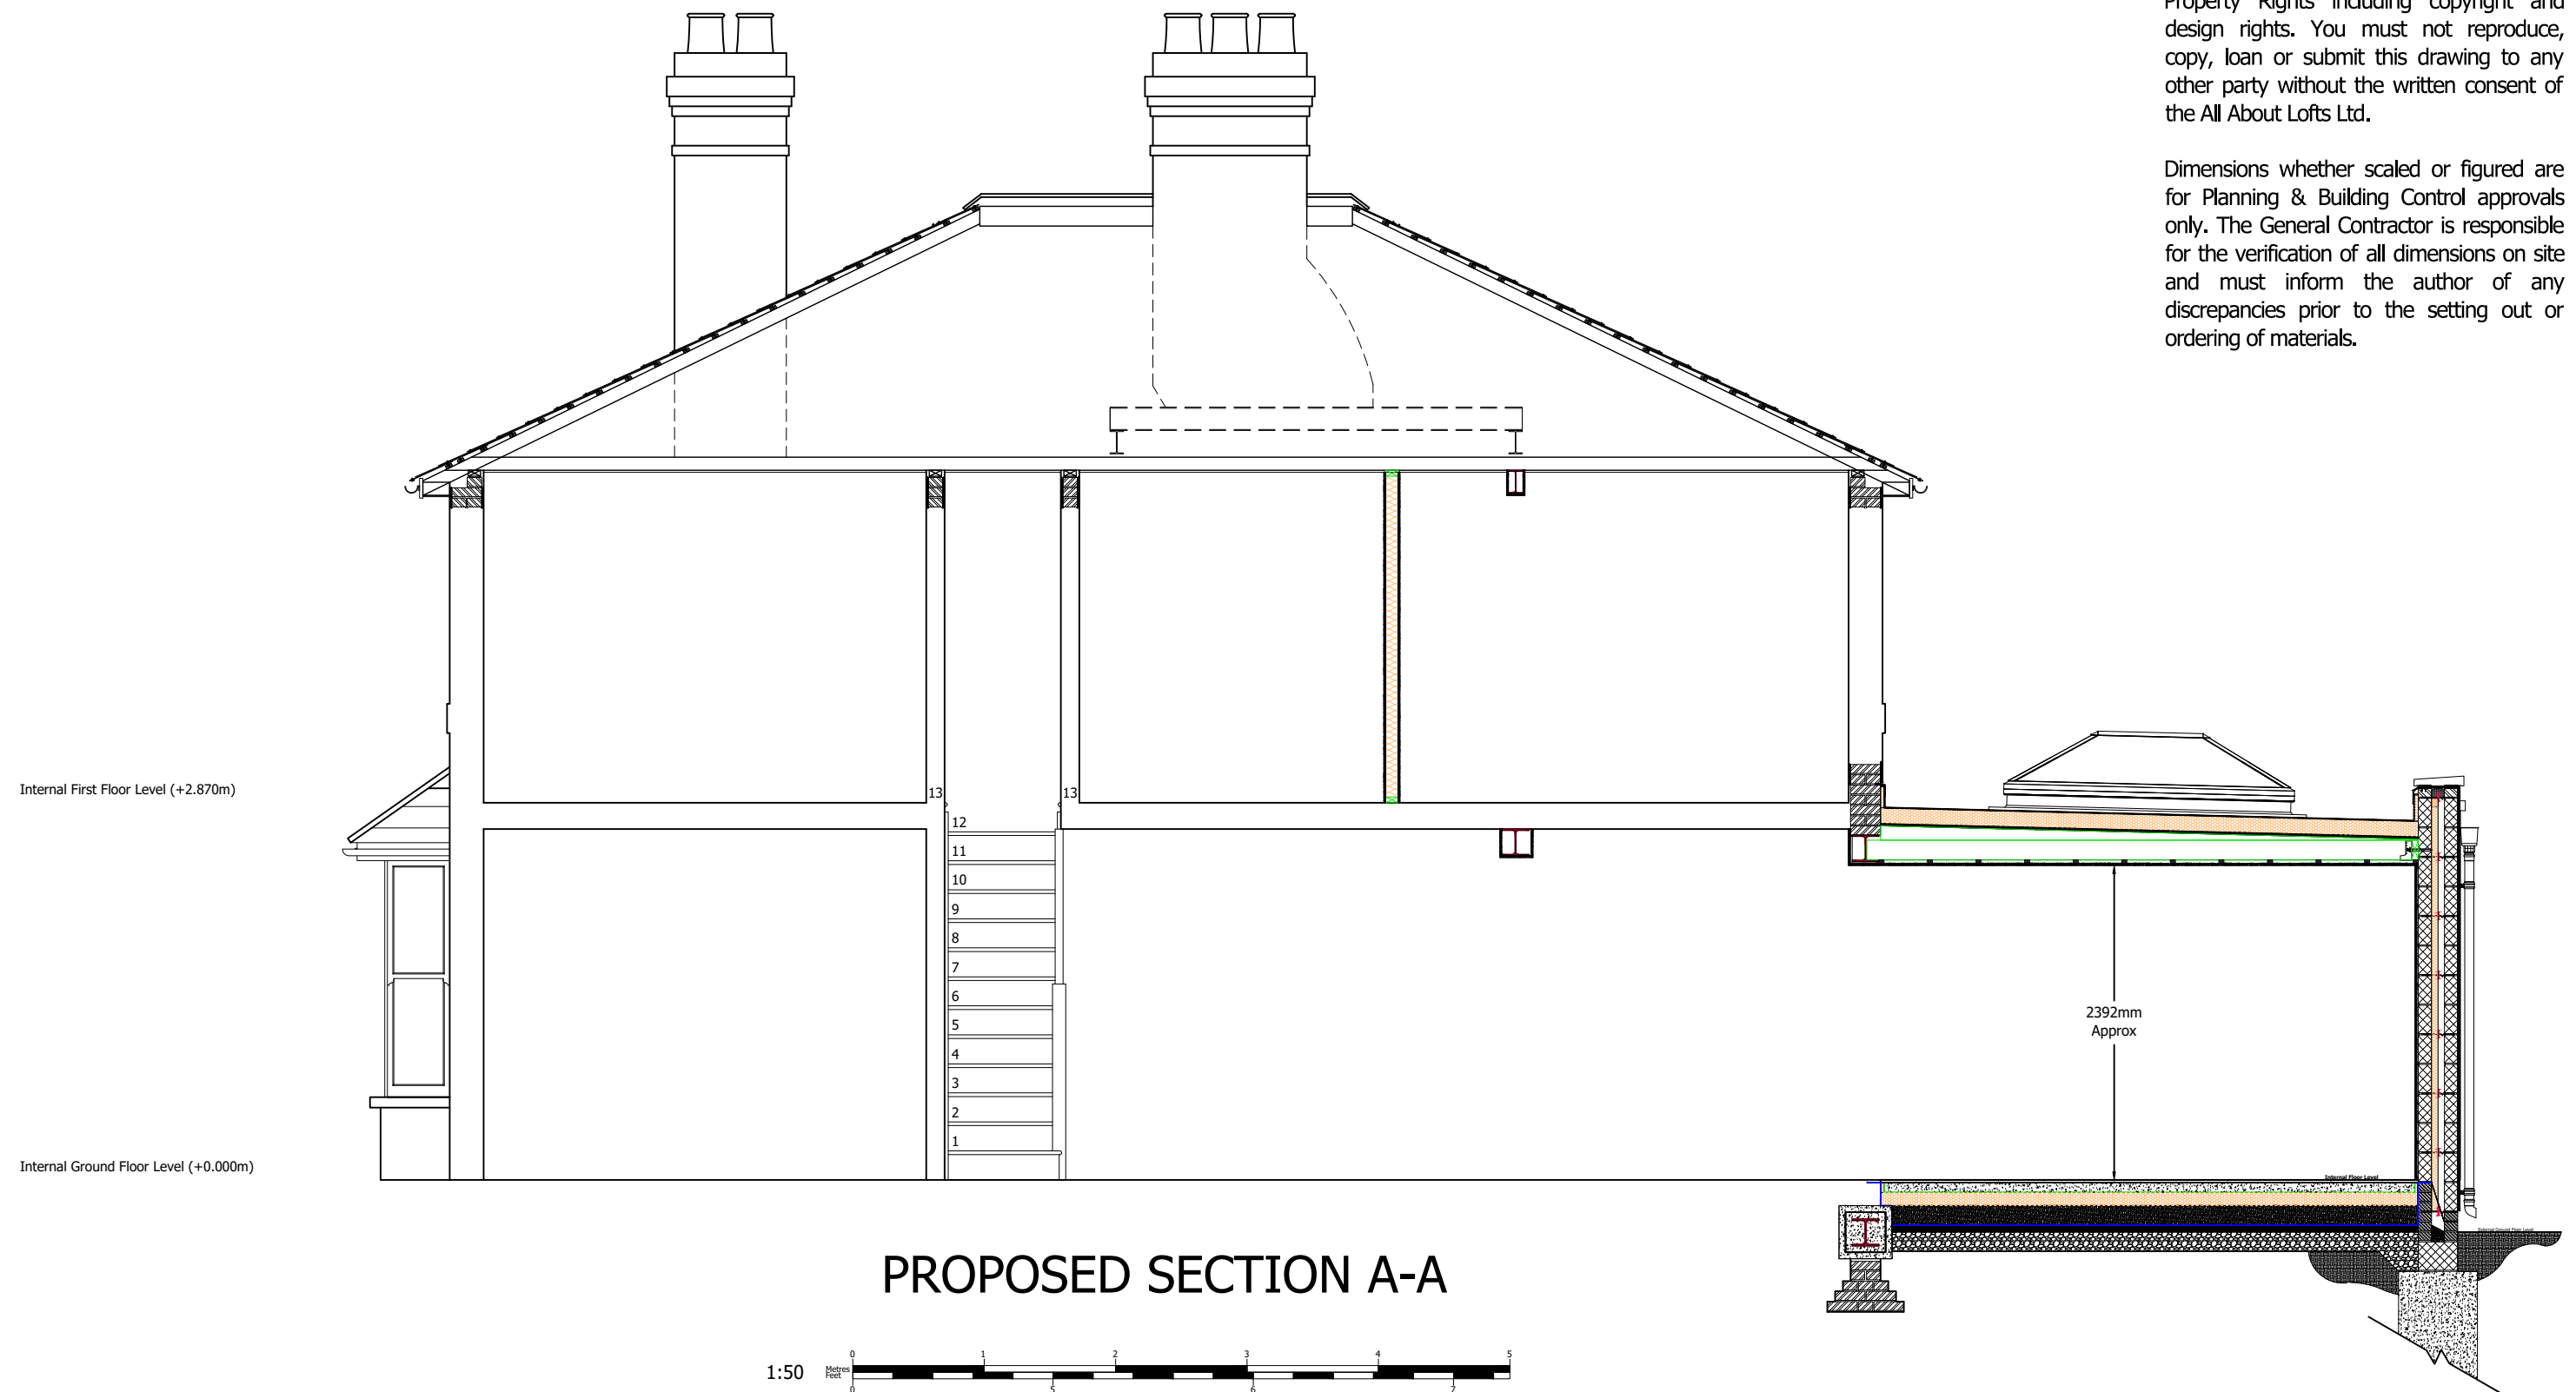 Property Rights including copyright and
design rights. You must not reproduce,
copy, loan or submit this drawing to any
other party without the written consent of
the All About Lofts Ltd.
Dimensions whether scaled or figured are
for Planning & Building Control approvals
only. The General Contractor is responsible
for the verification of all dimensions on site
and must inform the author of any
discrepancies prior to the setting out or
ordering of materials.
Internal First Floor Level (+2.870m)
13
13
12
11
10
9
8
7
6
5
4
3
2
1
2392mm
Approx
Internal Ground Floor Level (+0.000m)
Internal Floor Level
External Ground Floor Level
PROPOSED SECTION A-A
1:50
Metres
Feet
0 1 2 3 4 5
0 5 6 7